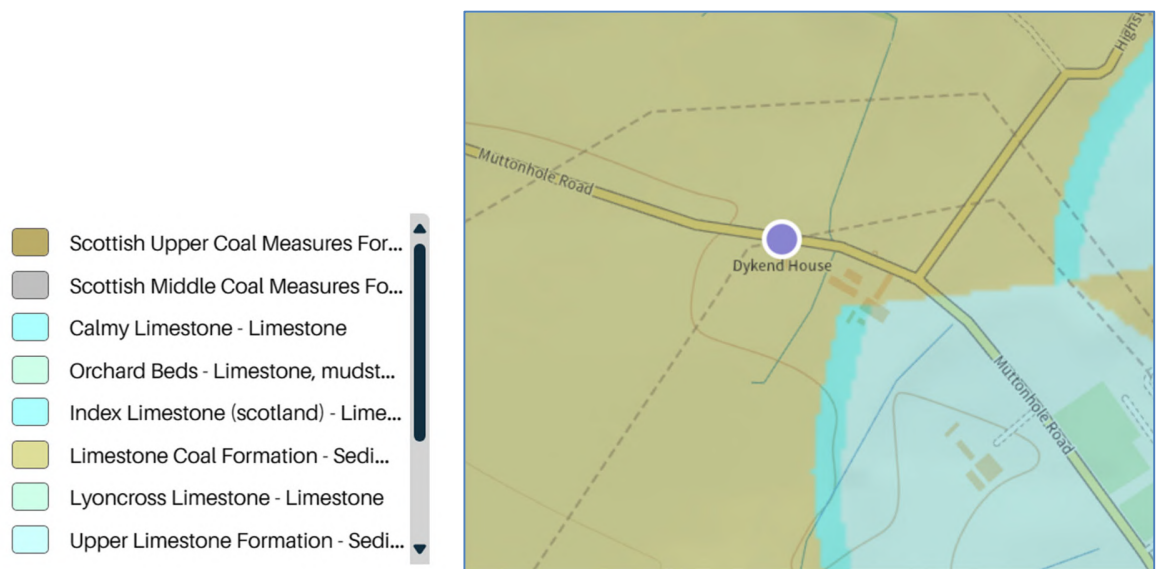 Scottish Upper Coal Measures For...
Scottish Middle Coal Measures Fo...
Calmy Limestone - Limestone
Orchard Beds - Limestone, mudst...
Index Limestone (scotland) - Lime...
Limestone Coal Formation - Sedi...
Lyoncross Limestone - Limestone
Upper Limestone Formation - Sedi...
Highst
Muttonhole Road
Dykend House
Muttonhole Road